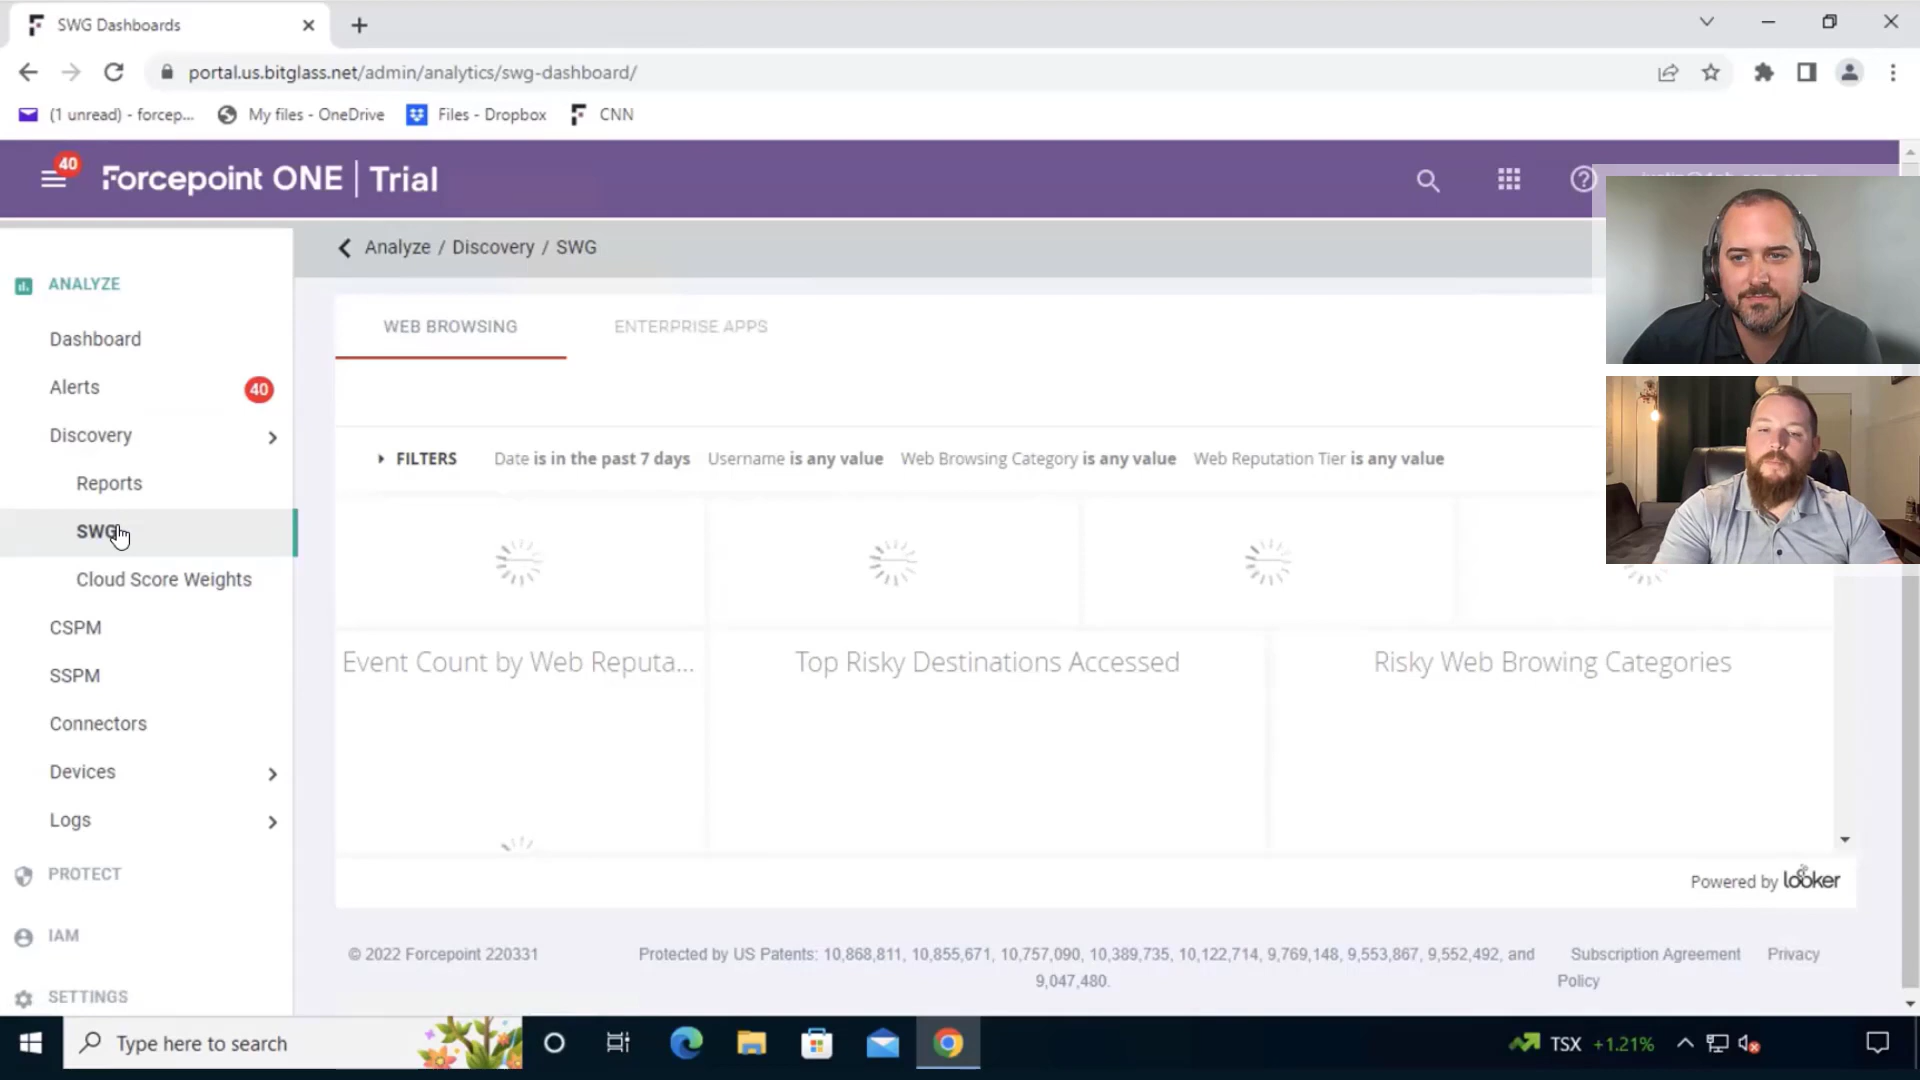 SWG Dashboards
portal.us.bitglass.net/admin/analytics/swg-dashboard/
(1 unread) - forcep...
My files - OneDrive
Files - Dropbox
CNN
40
Forcepoint ONE | Trial
ANALYZE
Dashboard
Alerts
40
Discovery
Reports
SWG
Cloud Score Weights
CSPM
SSPM
Connectors
Devices
Logs
PROTECT
IAM
SETTINGS
Analyze / Discovery / SWG
WEB BROWSING
ENTERPRISE APPS
FILTERS Date is in the past 7 days Username is any value Web Browsing Category is any value Web Reputation Tier is any value
Event Count by Web Reputa...
Top Risky Destinations Accessed
Risky Web Browing Categories
Powered by looker
© 2022 Forcepoint 220331
Protected by US Patents: 10,868,811, 10,855,671, 10,757,090, 10,389,735, 10,122,714, 9,769,148, 9,553,867, 9,552,492, and
9,047,480.
Subscription Agreement Privacy
Policy
Type here to search
TSX +1.21%